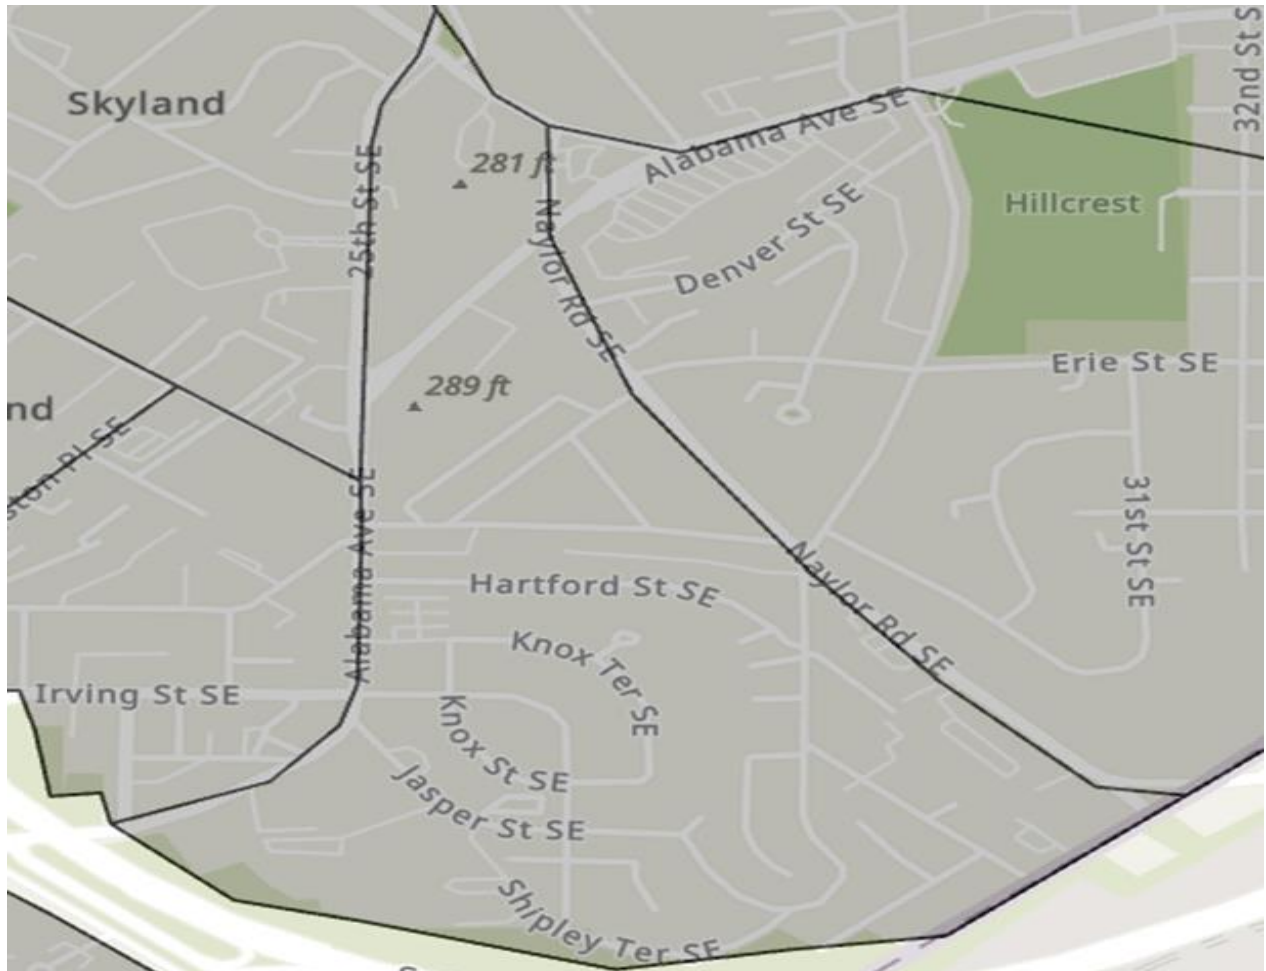 32nd St S
Skyland
Alabama Ave SE
281 ft
25th St SE
Naylor Rd SE
Hillcrest
Denver St SE
Erie St SE
289 ft
nd
ston Pl SE
Alabama Ave SE
31st St SE
Hartford St SE
Naylor Rd SE
Knox Ter SE
Irving St SE
Knox St SE
Jasper St SE
Shipley Ter SE